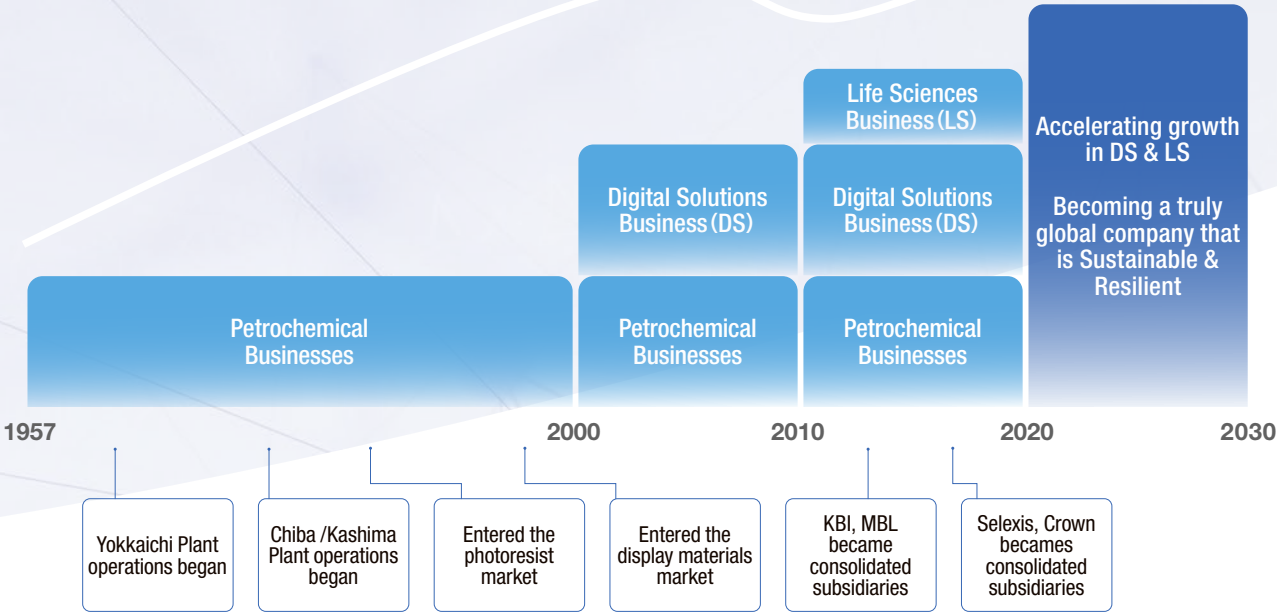 Life Sciences
Business (LS)
Accelerating growth
in DS & LS
Becoming a truly
global company that
is Sustainable &
Resilient
Digital Solutions
Business (DS)
Digital Solutions
Business (DS)
Petrochemical
Businesses
Petrochemical
Businesses
Petrochemical
Businesses
1957
2000
2010
2020
2030
Yokkaichi Plant
operations began
Chiba /Kashima
Plant operations
began
Entered the
photoresist
market
Entered the
display materials
market
KBI, MBL
became
consolidated
subsidiaries
Selexis, Crown
becames
consolidated
subsidiaries